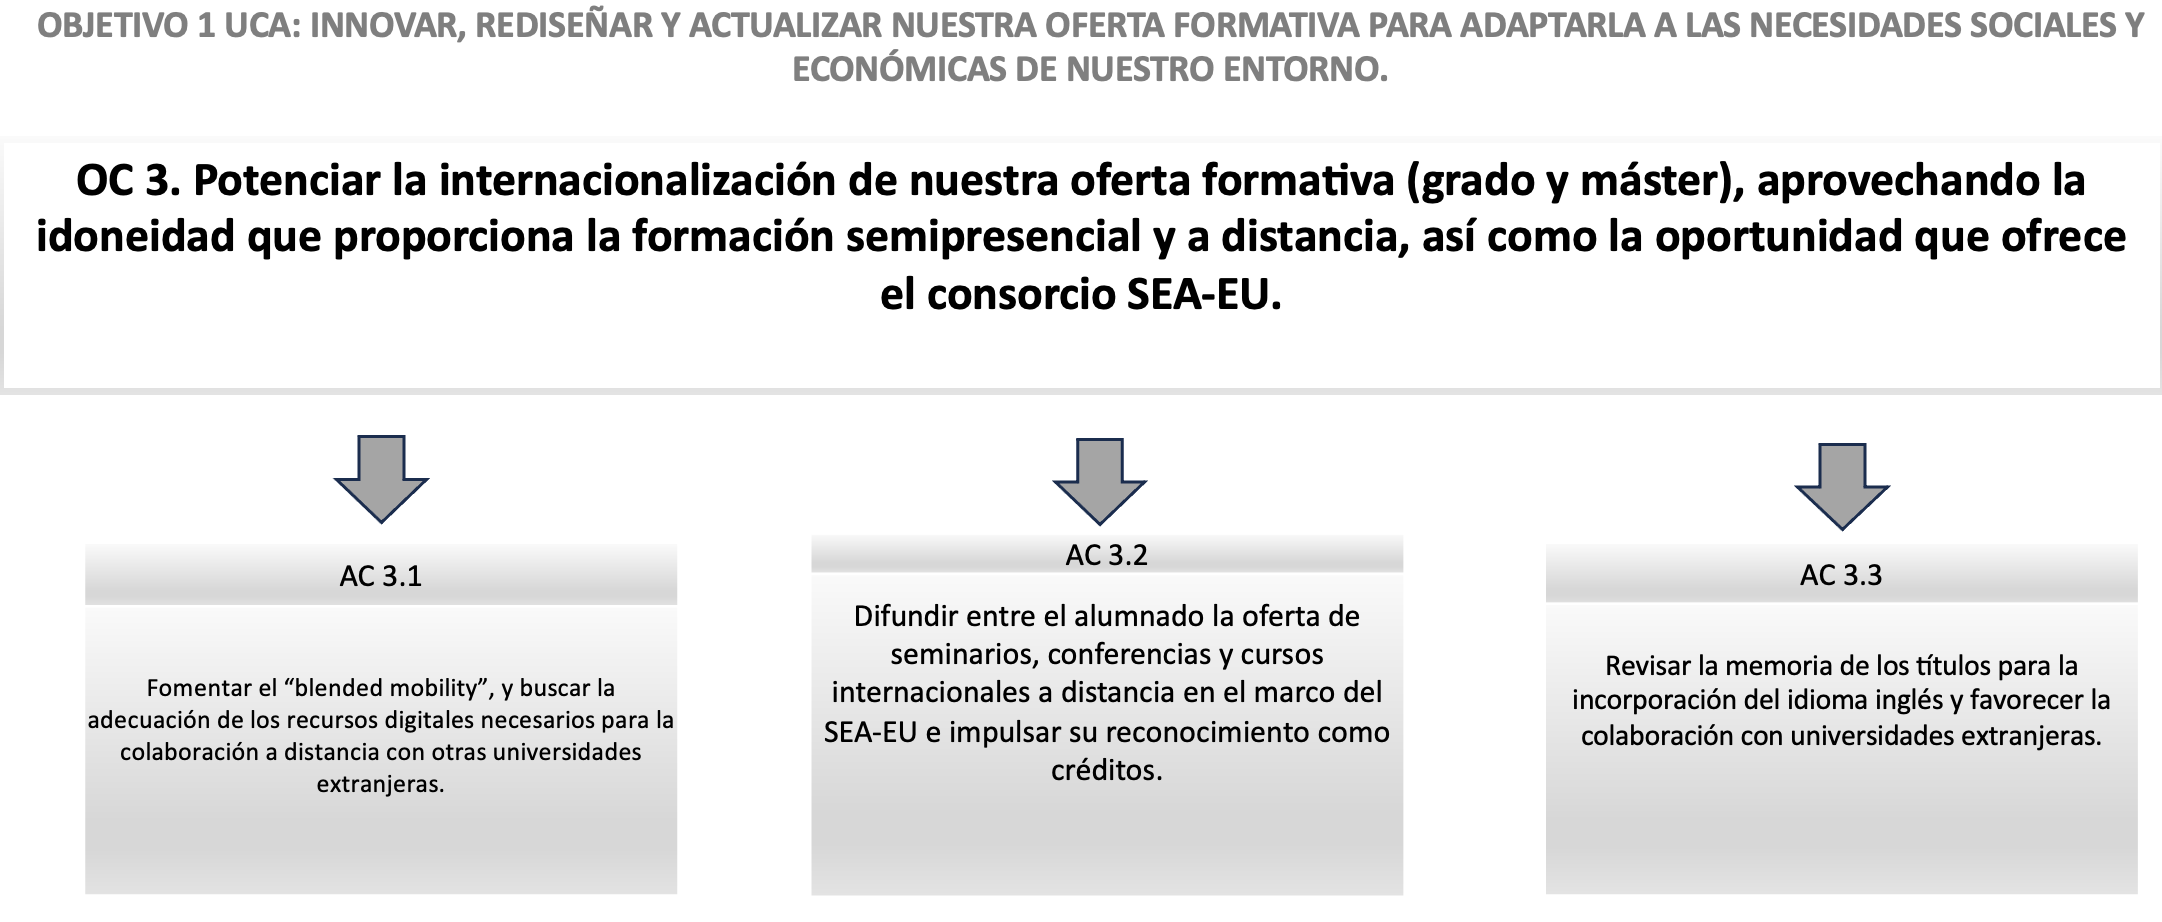 OBJETIVO 1 UCA: INNOVAR, REDISEÑAR Y ACTUALIZAR NUESTRA OFERTA FORMATIVA PARA ADAPTARLA A LAS NECESIDADES SOCIALES Y
ECONÓMICAS DE NUESTRO ENTORNO.
OC 3. Potenciar la internacionalización de nuestra oferta formativa (grado y máster), aprovechando la
idoneidad que proporciona la formación semipresencial y a distancia, así como la oportunidad que ofrece
el consorcio SEA-EU.
AC 3.1
Fomentar el “blended mobility”, y buscar la
adecuación de los recursos digitales necesarios para la
colaboración a distancia con otras universidades
extranjeras.
AC 3.2
Difundir entre el alumnado la oferta de
seminarios, conferencias y cursos
internacionales a distancia en el marco del
SEA-EU e impulsar su reconocimiento como
créditos.
AC 3.3
Revisar la memoria de los títulos para la
incorporación del idioma inglés y favorecer la
colaboración con universidades extranjeras.